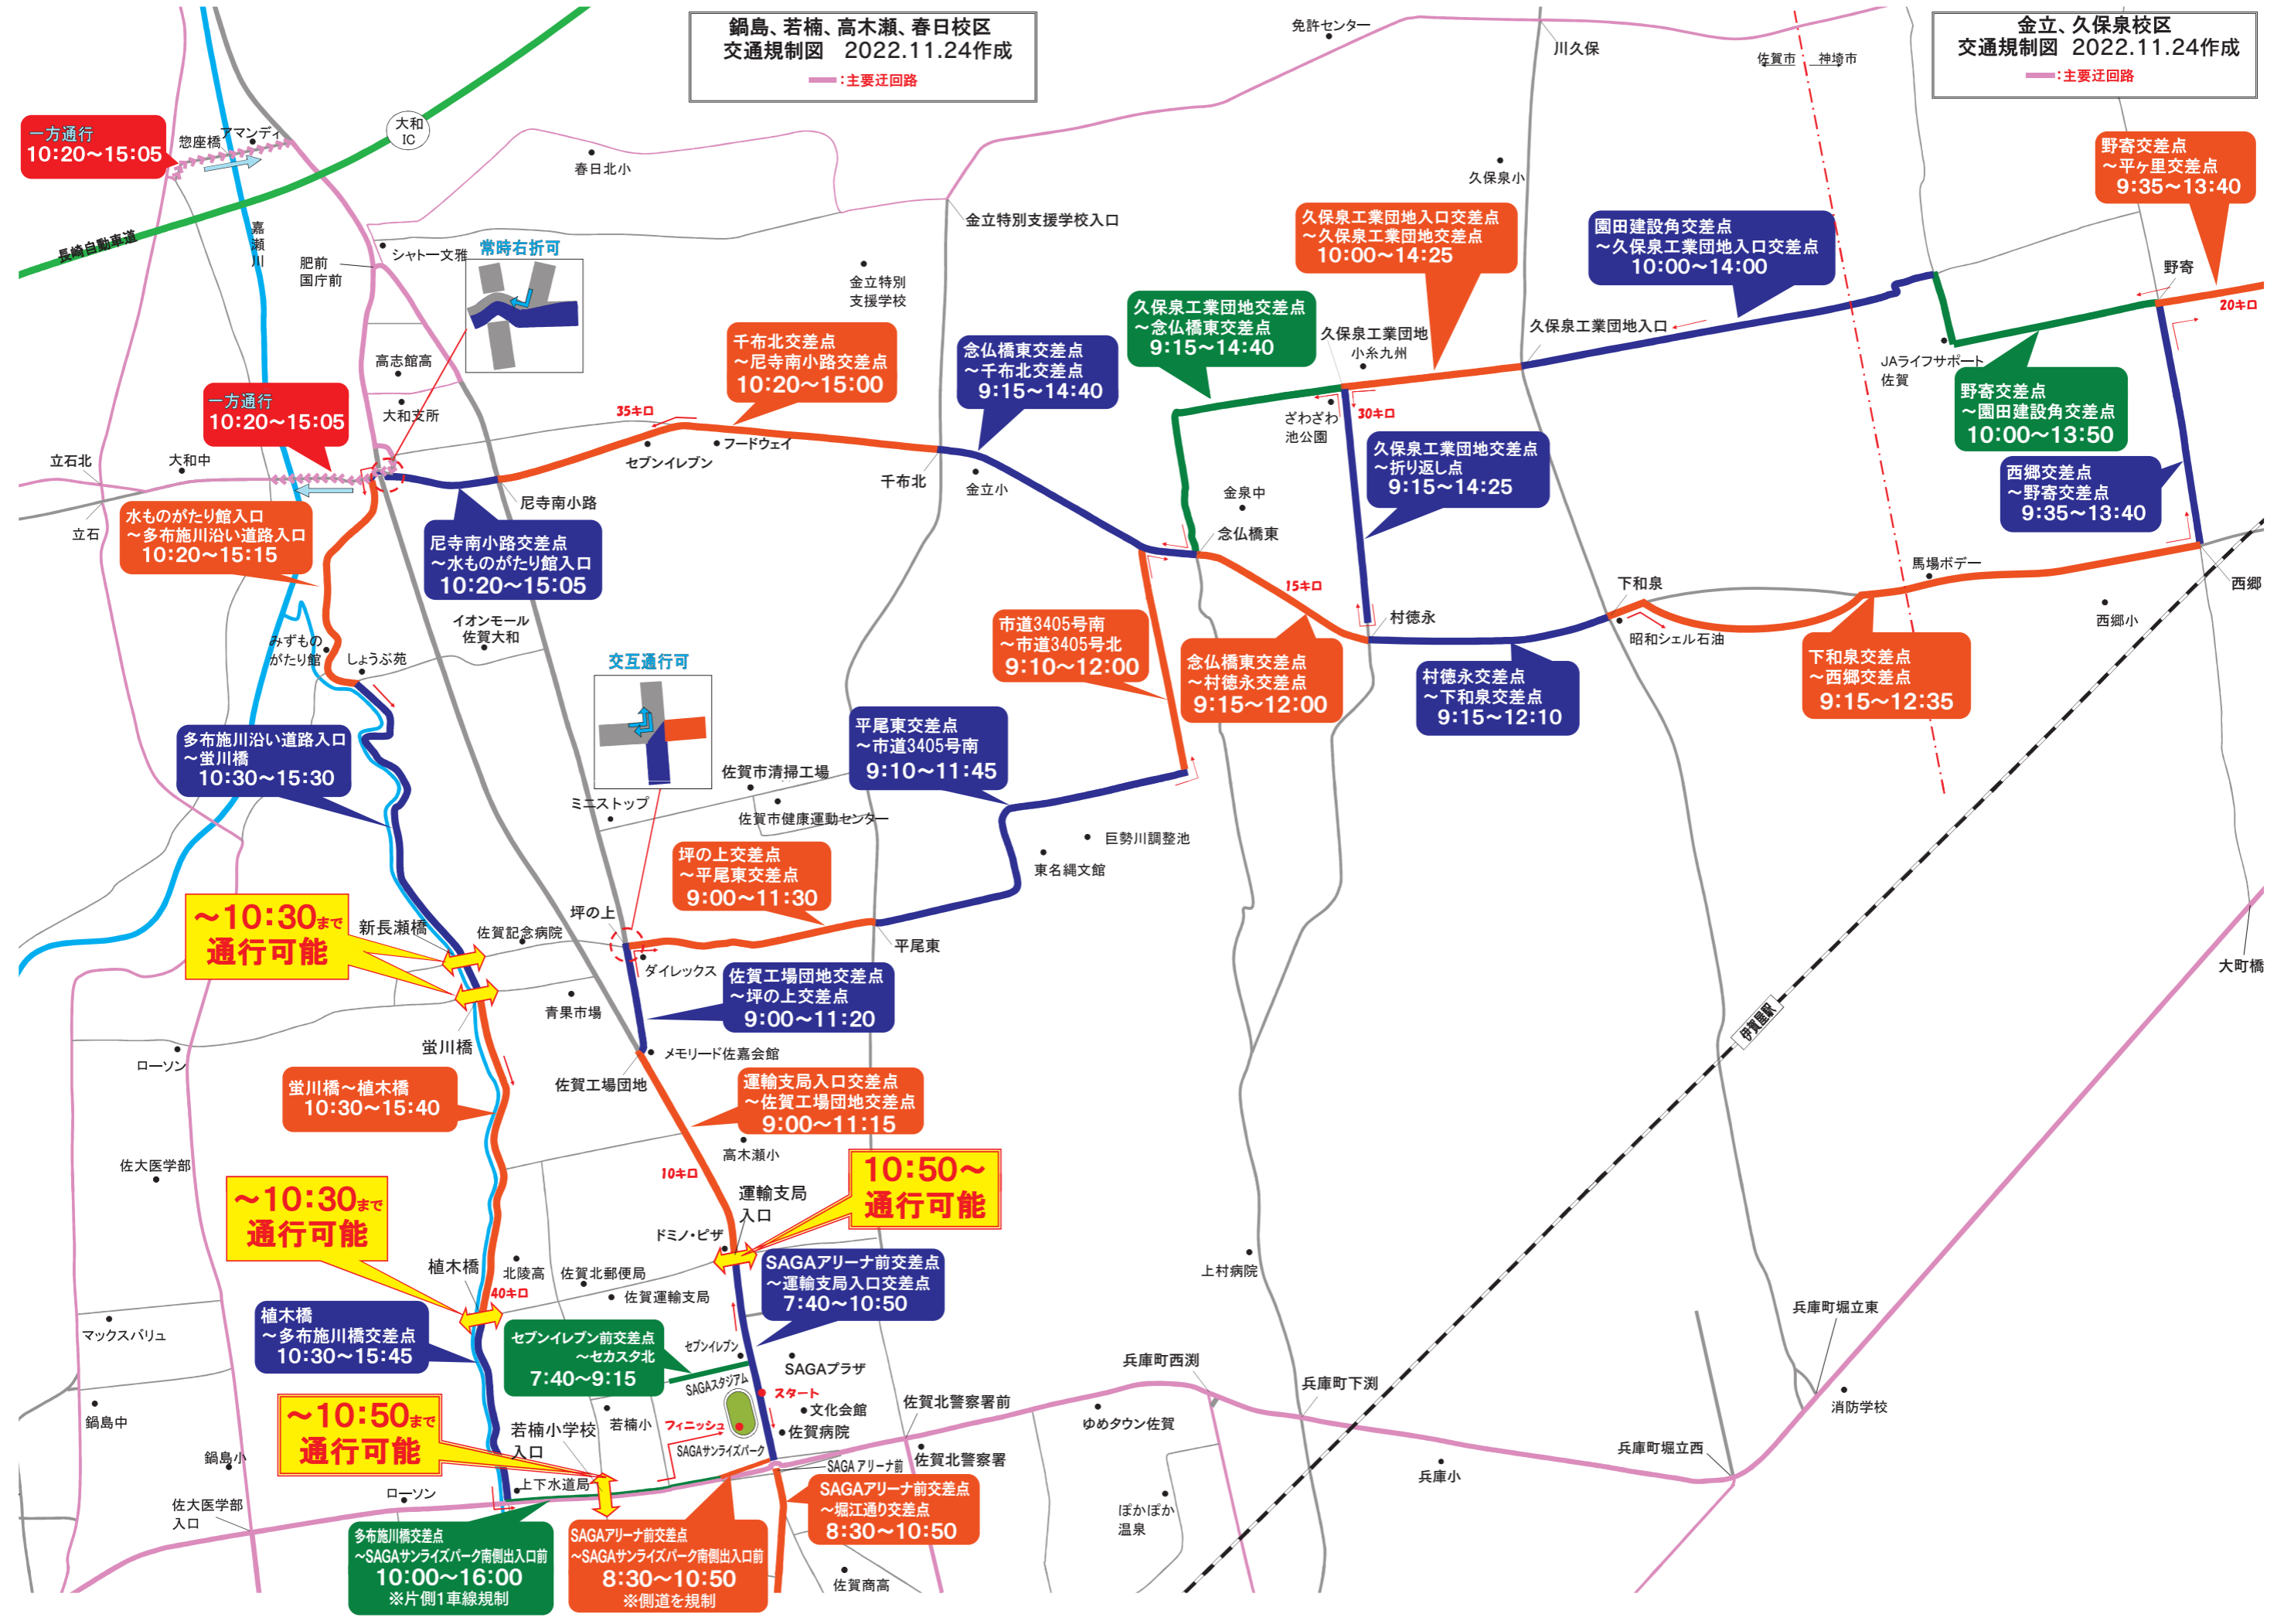 鍋島、若楠、高木瀬、春日校区
交通規制図 2022.11.24作成
:主要迂回路
金立、久保泉校区
交通規制図 2022.11.24作成
:主要迂回路
免許センター
川久保
佐賀市 神埼市
大和
IC
一方通行
10:20〜15:05
惣座橋
アマンディ
春日北小
長崎自動車道
嘉瀬川
肥前
国庁前
シャトー文雅
常時右折可
金立特別支援学校入口
金立特別
支援学校
久保泉小
野寄交差点
〜平ヶ里交差点
9:35〜13:40
久保泉工業団地入口交差点
〜久保泉工業団地交差点
10:00〜14:25
園田建設角交差点
〜久保泉工業団地入口交差点
10:00〜14:00
野寄
20キロ
久保泉工業団地交差点
〜念仏橋東交差点
9:15〜14:40
久保泉工業団地
小糸九州
久保泉工業団地入口
JAライフサポート
佐賀
野寄交差点
〜園田建設角交差点
10:00〜13:50
千布北交差点
〜尼寺南小路交差点
10:20〜15:00
念仏橋東交差点
〜千布北交差点
9:15〜14:40
高志館高
大和支所
一方通行
10:20〜15:05
35キロ
フードウェイ
セブンイレブン
30キロ
ざわざわ
池公園
久保泉工業団地交差点
〜折り返し点
9:15〜14:25
西郷交差点
〜野寄交差点
9:35〜13:40
立石北
大和中
立石
尼寺南小路
千布北
金立小
金泉中
念仏橋東
水ものがたり館入口
〜多布施川沿い道路入口
10:20〜15:15
尼寺南小路交差点
〜水ものがたり館入口
10:20〜15:05
馬場ボデー
下和泉
西郷
西郷小
15キロ
村徳永
昭和シェル石油
イオンモール
佐賀大和
みずもの
がたり館
しょうぶ苑
市道3405号南
〜市道3405号北
9:10〜12:00
念仏橋東交差点
〜村徳永交差点
9:15〜12:00
村徳永交差点
〜下和泉交差点
9:15〜12:10
下和泉交差点
〜西郷交差点
9:15〜12:35
交互通行可
多布施川沿い道路入口
〜蛍川橋
10:30〜15:30
平尾東交差点
〜市道3405号南
9:10〜11:45
佐賀市清掃工場
ミニストップ
佐賀市健康運動センター
巨勢川調整池
東名縄文館
坪の上交差点
〜平尾東交差点
9:00〜11:30
〜10:30まで
通行可能
新長瀬橋
佐賀記念病院
坪の上
平尾東
ダイレックス
大町橋
青果市場
佐賀工場団地交差点
〜坪の上交差点
9:00〜11:20
伊賀屋駅
蛍川橋
ローソン
メモリード佐嘉会館
佐賀工場団地
蛍川橋〜植木橋
10:30〜15:40
運輸支局入口交差点
〜佐賀工場団地交差点
9:00〜11:15
高木瀬小
佐大医学部
10キロ
〜10:30まで
通行可能
10:50〜
通行可能
運輸支局
入口
ドミノ・ピザ
植木橋
北陵高
佐賀北郵便局
佐賀運輸支局
40キロ
SAGAアリーナ前交差点
〜運輸支局入口交差点
7:40〜10:50
上村病院
マックスバリュ
植木橋
〜多布施川橋交差点
10:30〜15:45
セブンイレブン前交差点
〜セカスタ北
7:40〜9:15
セブンイレブン
SAGAプラザ
SAGAスタジアム
スタート
文化会館
佐賀病院
フィニッシュ
SAGAサンライズパーク
兵庫町堀立東
兵庫町西渕
兵庫町下渕
消防学校
鍋島中
〜10:50まで
通行可能
若楠小学校
入口
若楠小
佐賀北警察署前
ゆめタウン佐賀
佐賀北警察署
SAGA アリーナ前
兵庫町堀立西
兵庫小
鍋島小
上下水道局
ローソン
佐大医学部
入口
ぽかぽか
温泉
多布施川橋交差点
〜SAGAサンライズパーク南側出入口前
10:00〜16:00
※片側1車線規制
SAGAアリーナ前交差点
〜SAGAサンライズパーク南側出入口前
8:30〜10:50
※側道を規制
SAGAアリーナ前交差点
〜堀江通り交差点
8:30〜10:50
佐賀商高